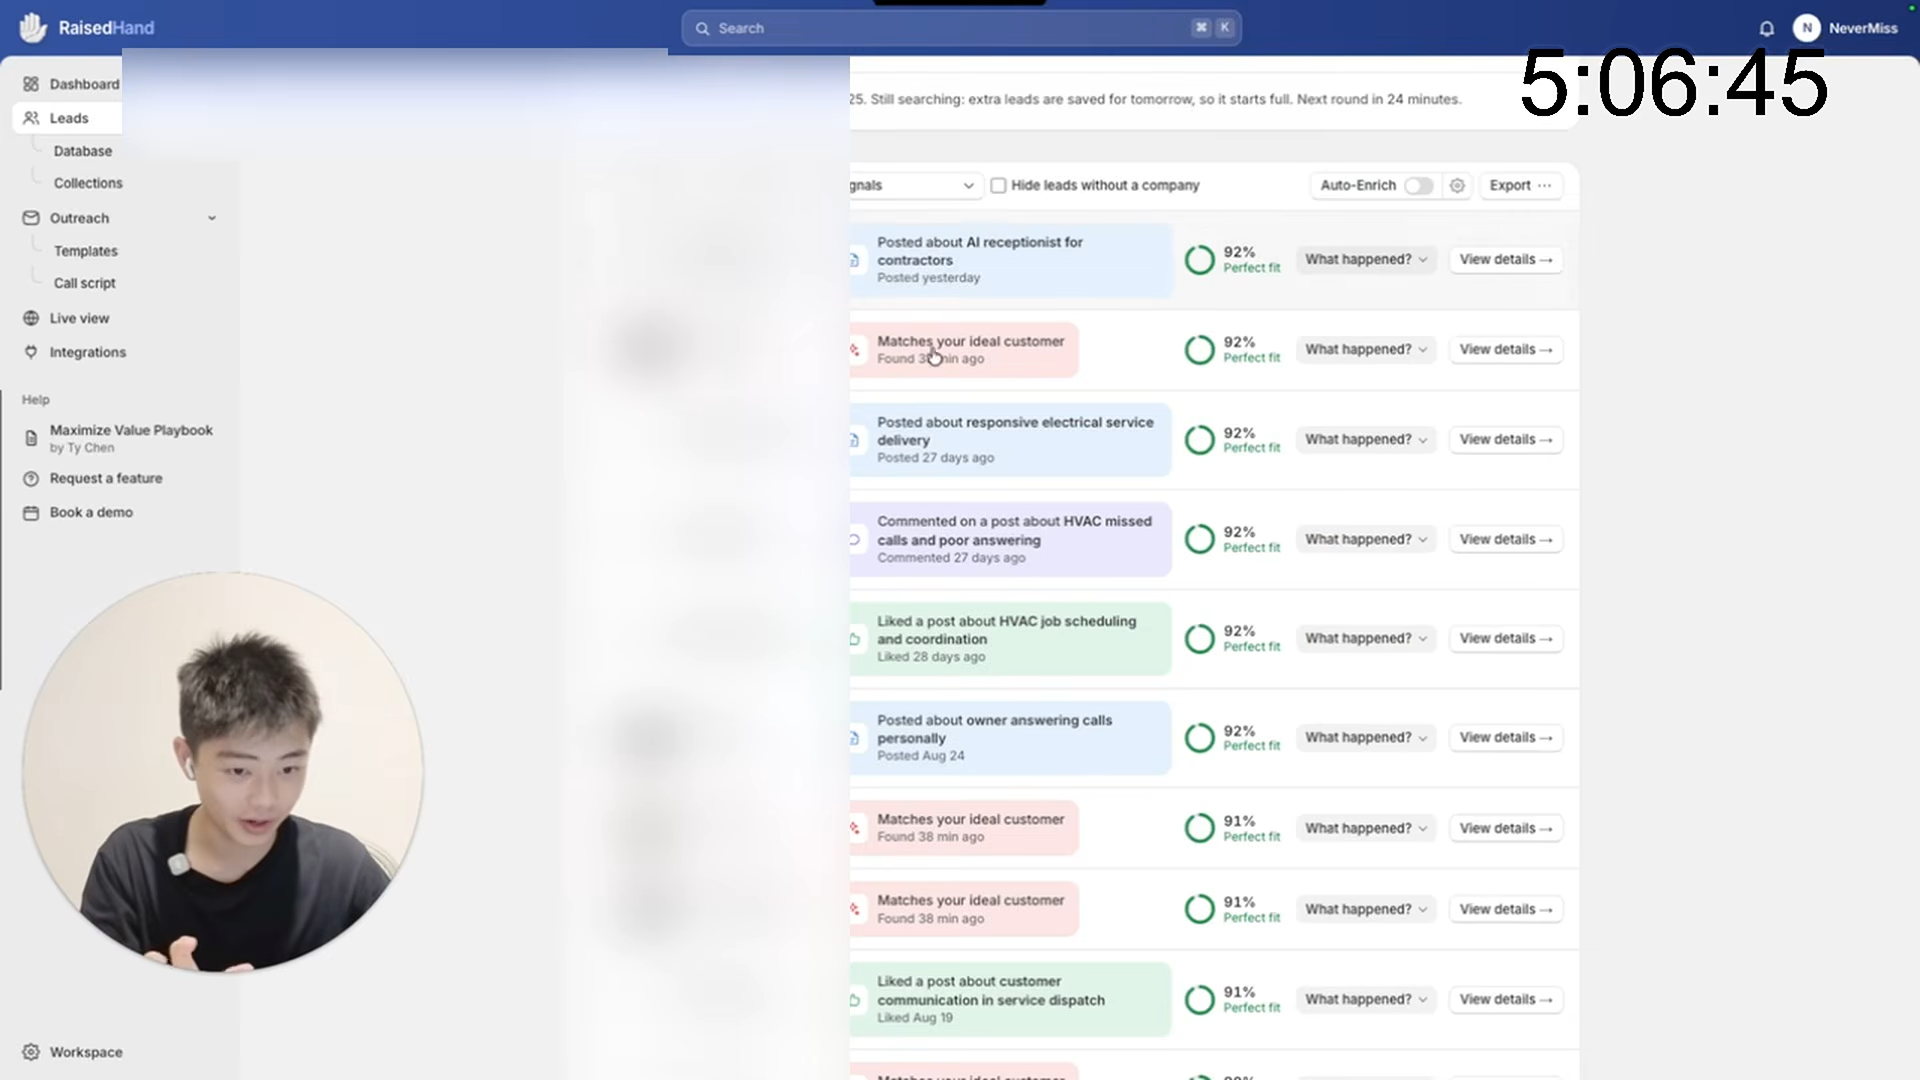 RaisedHand
Search
⌘ K
N
NeverMiss
5:06:45
Dashboard
Leads
Database
Collections
Outreach
Templates
Call script
Live view
Integrations
Help
Maximize Value Playbook
by Ty Chen
Request a feature
Book a demo
Workspace
25. Still searching: extra leads are saved for tomorrow, so it starts full. Next round in 24 minutes.
gnals
Hide leads without a company
Auto-Enrich
Export ...
Posted about AI receptionist for
contractors
Posted yesterday
92%
Perfect fit
What happened?
View details →
Matches your ideal customer
Found min ago
92%
Perfect fit
What happened?
View details →
Posted about responsive electrical service
delivery
Posted 27 days ago
92%
Perfect fit
What happened?
View details →
Commented on a post about HVAC missed
calls and poor answering
Commented 27 days ago
92%
Perfect fit
What happened?
View details →
Liked a post about HVAC job scheduling
and coordination
Liked 28 days ago
92%
Perfect fit
What happened?
View details →
Posted about owner answering calls
personally
Posted Aug 24
92%
Perfect fit
What happened?
View details →
Matches your ideal customer
Found 38 min ago
91%
Perfect fit
What happened?
View details →
Matches your ideal customer
Found 38 min ago
91%
Perfect fit
What happened?
View details →
Liked a post about customer
communication in service dispatch
Liked Aug 19
91%
Perfect fit
What happened?
View details →